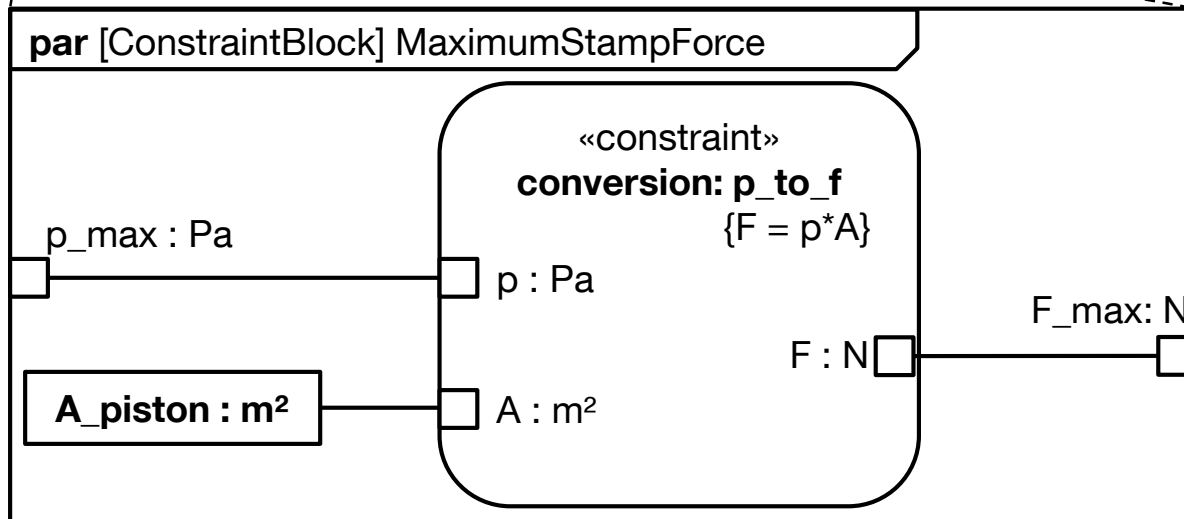 par [ConstraintBlock] MaximumStampForce
«constraint»
conversion: p_to_f
{F = p*A}
p_max : Pa
p : Pa
F_max: N
F : N
A_piston : m²
A : m²